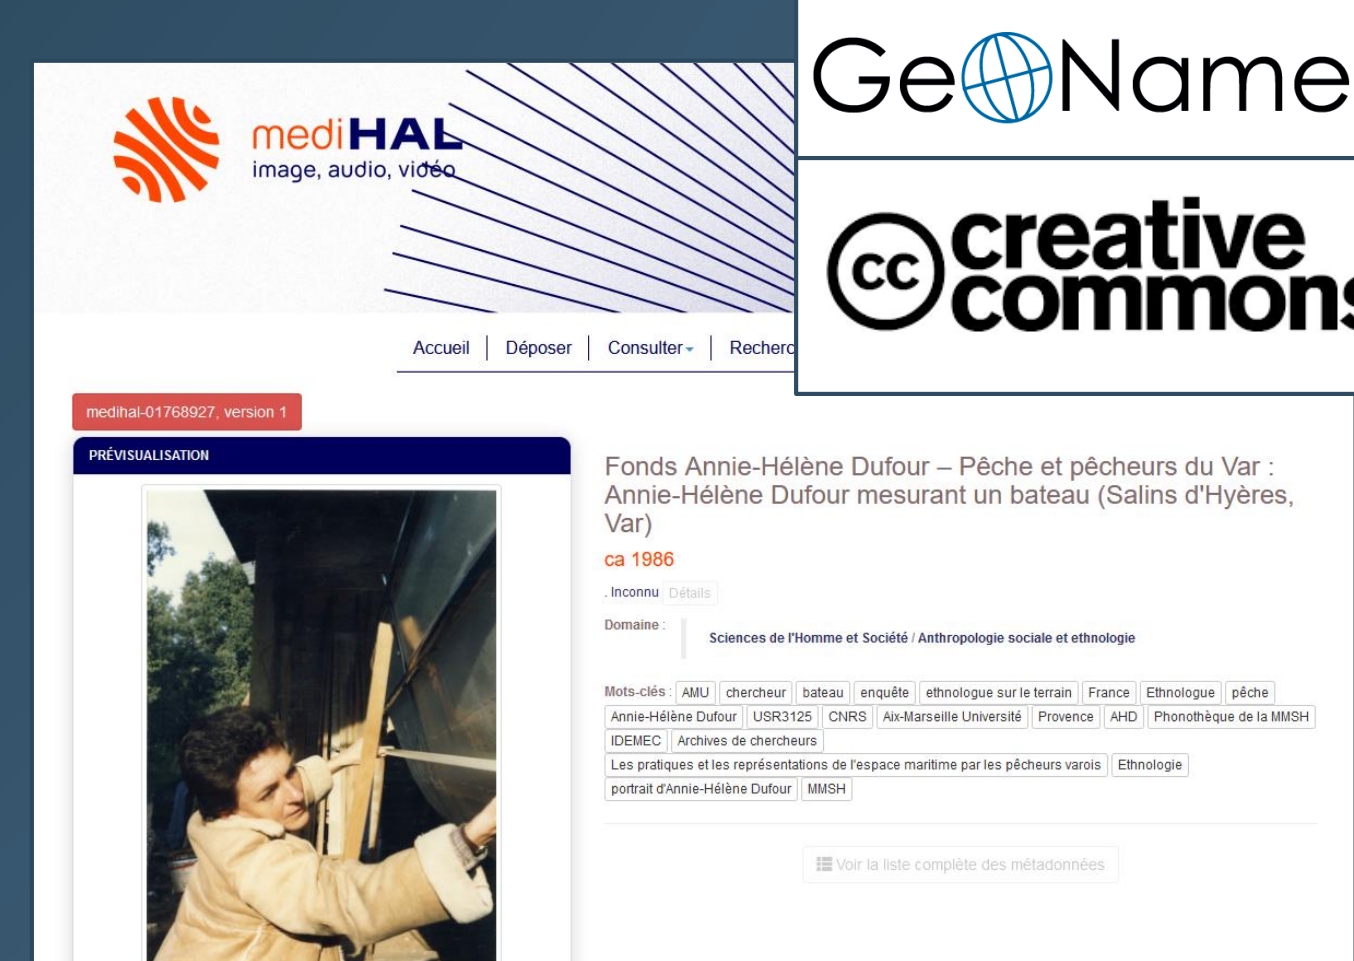 GeoName
mediHAL
image, audio, vidéo
cc creative
commons
Accueil
Déposer
Consulter
Recherc
medihal-01768927, version 1
PRÉVISUALISATION
Fonds Annie-Hélène Dufour – Pêche et pêcheurs du Var :
Annie-Hélène Dufour mesurant un bateau (Salins d'Hyères,
Var)
ca 1986
. Inconnu Détails
Domaine :
Sciences de l'Homme et Société / Anthropologie sociale et ethnologie
Mots-clés : AMU chercheur bateau enquête ethnologue sur le terrain France Ethnologue pêche
Annie-Hélène Dufour USR3125 CNRS Aix-Marseille Université Provence AHD Phonothèque de la MMSH
IDEMEC Archives de chercheurs
Les pratiques et les représentations de l'espace maritime par les pêcheurs varois Ethnologie
portrait d'Annie-Hélène Dufour MMSH
Voir la liste complète des métadonnées